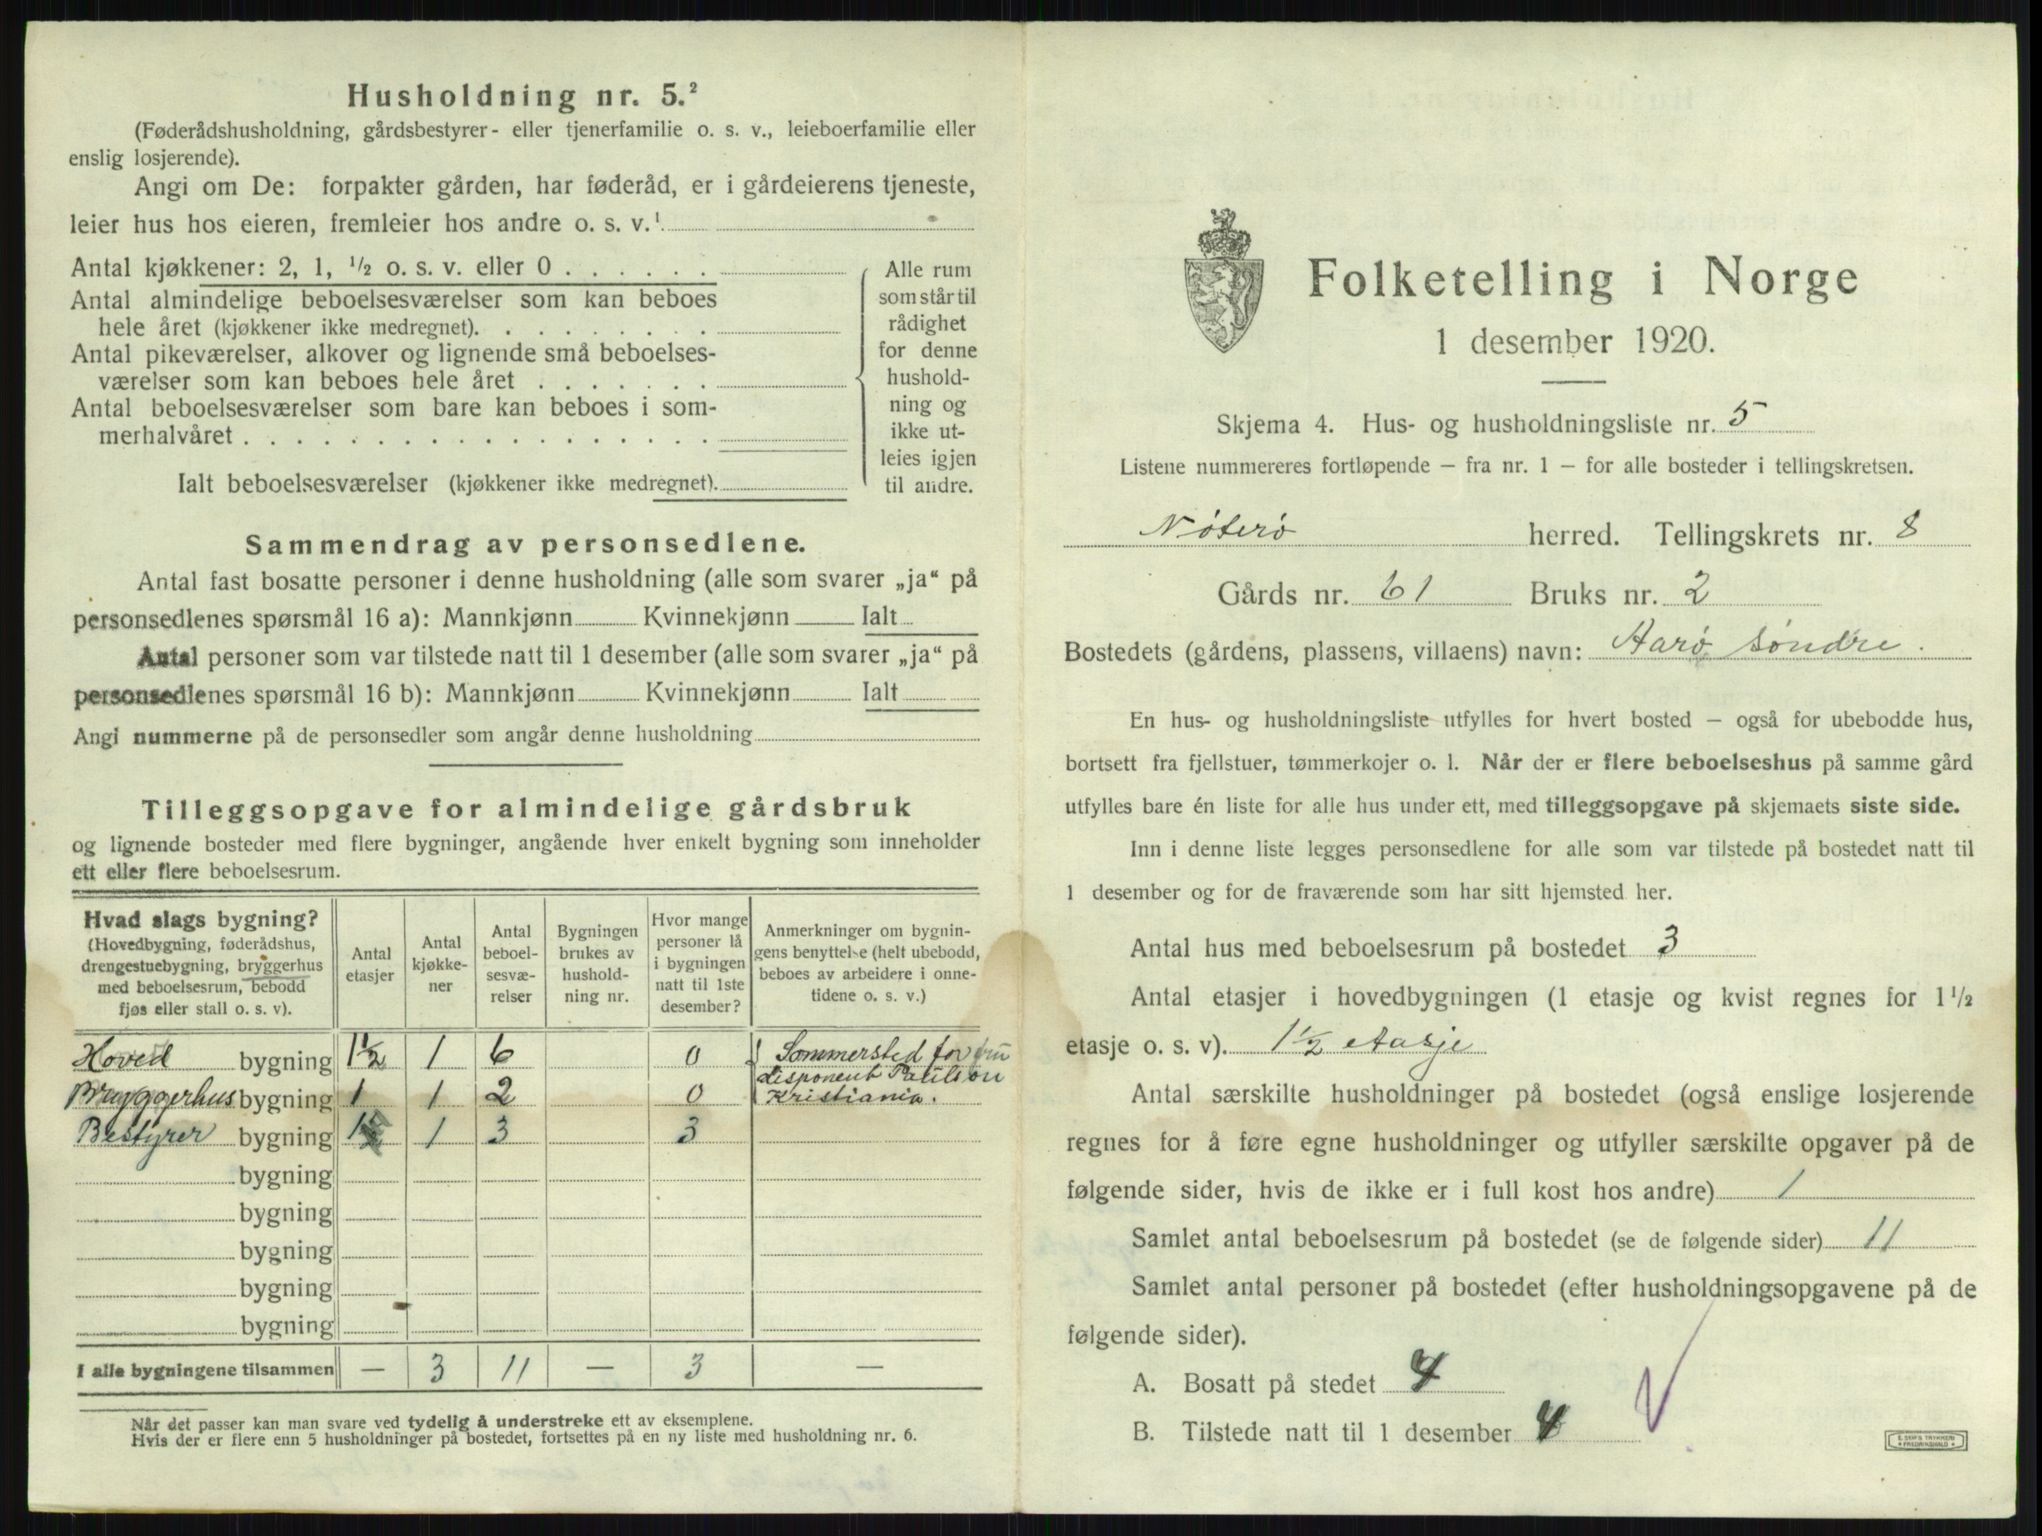 Husholdning nr. 5.²
(Føderådshusholdning, gårdsbestyrer- eller tjenerfamilie o. s. v., leieboerfamilie eller
enslig losjerende).
Angi om De: forpakter gården, har føderåd, er i gårdeierens tjeneste,
leier hus hos eieren, fremleier hos andre o. s. v.¹
Antal kjøkkener: 2, 1, ½ o. s. v. eller 0 . . . . . .
Antal almindelige beboelsesværelser som kan beboes
hele året (kjøkkener ikke medregnet). . . . . . . . .
Antal pikeværelser, alkover og lignende små beboelses-
værelser som kan beboes hele året . . . . . . .
Antal beboelsesværelser som bare kan beboes i som-
merhalvåret . . . . . . . . . . . . . . . . . .
Ialt beboelsesværelser (kjøkkener ikke medregnet).
Alle rum
som står til
rådighet
for denne
hushold-
ning og
ikke ut-
leies igjen
til andre.
Sammendrag av personsedlene.
Antal fast bosatte personer i denne husholdning (alle som svarer „ja“ på
personsedlenes spørsmål 16 a): Mannkjønn Kvinnekjønn Ialt
Antal personer som var tilstede natt til 1 desember (alle som svarer „ja“ på
personsedlenes spørsmål 16 b): Mannkjønn Kvinnekjønn Ialt
Angi nummerne på de personsedler som angår denne husholdning
Tilleggsopgave for almindelige gårdsbruk
og lignende bosteder med flere bygninger, angående hver enkelt bygning som inneholder
ett eller flere beboelsesrum.
Hvad slags bygning?
(Hovedbygning, føderådshus,
drengestuebygning, bryggerhus
med beboelsesrum, bebodd
fjøs eller stall o. s. v).
Antal
etasjer
Antal
kjøkke-
ner
Antal
beboel-
sesvæ-
relser
Bygningen
brukes av
hushold-
ning nr.
Hvor mange
personer lå
i bygningen
natt til 1ste
desember?
Anmerkninger om bygnin-
gens benyttelse (helt ubebodd,
beboes av arbeidere i onne-
tidene o. s. v.)
Hoved bygning 1½ 1 6 0 Sommersted for fru
disponent Paulson
Bryggerhus bygning 1 1 2 0 Kristiania.
Bestyrer bygning 1½ 1 3 3
bygning
bygning
bygning
bygning
bygning
I alle bygningene tilsammen — 3 11 — 3 —
Når det passer kan man svare ved tydelig å understreke ett av eksemplene.
Hvis der er flere enn 5 husholdninger på bostedet, fortsettes på en ny liste med husholdning nr. 6.
Folketelling i Norge
1 desember 1920.
Skjema 4. Hus- og husholdningsliste nr. 5
Listene nummereres fortløpende — fra nr. 1 — for alle bosteder i tellingskretsen.
Nøterø herred. Tellingskrets nr. 8
Gårds nr. 61 Bruks nr. 2
Bostedets (gårdens, plassens, villaens) navn: Aarø søndre.
En hus- og husholdningsliste utfylles for hvert bosted — også for ubebodde hus,
bortsett fra fjellstuer, tømmerkojer o. l. Når der er flere beboelseshus på samme gård
utfylles bare én liste for alle hus under ett, med tilleggsopgave på skjemaets siste side.
Inn i denne liste legges personsedlene for alle som var tilstede på bostedet natt til
1 desember og for de fraværende som har sitt hjemsted her.
Antal hus med beboelsesrum på bostedet 3
Antal etasjer i hovedbygningen (1 etasje og kvist regnes for 1½
etasje o. s. v). 1½ etasje
Antal særskilte husholdninger på bostedet (også enslige losjerende
regnes for å føre egne husholdninger og utfyller særskilte opgaver på de
følgende sider, hvis de ikke er i full kost hos andre) 1
Samlet antal beboelsesrum på bostedet (se de følgende sider) 11
Samlet antal personer på bostedet (efter husholdningsopgavene på de
følgende sider).
A. Bosatt på stedet 4
B. Tilstede natt til 1 desember 4
E. SEM'S TRYKKERI
FREDRIKSHALD